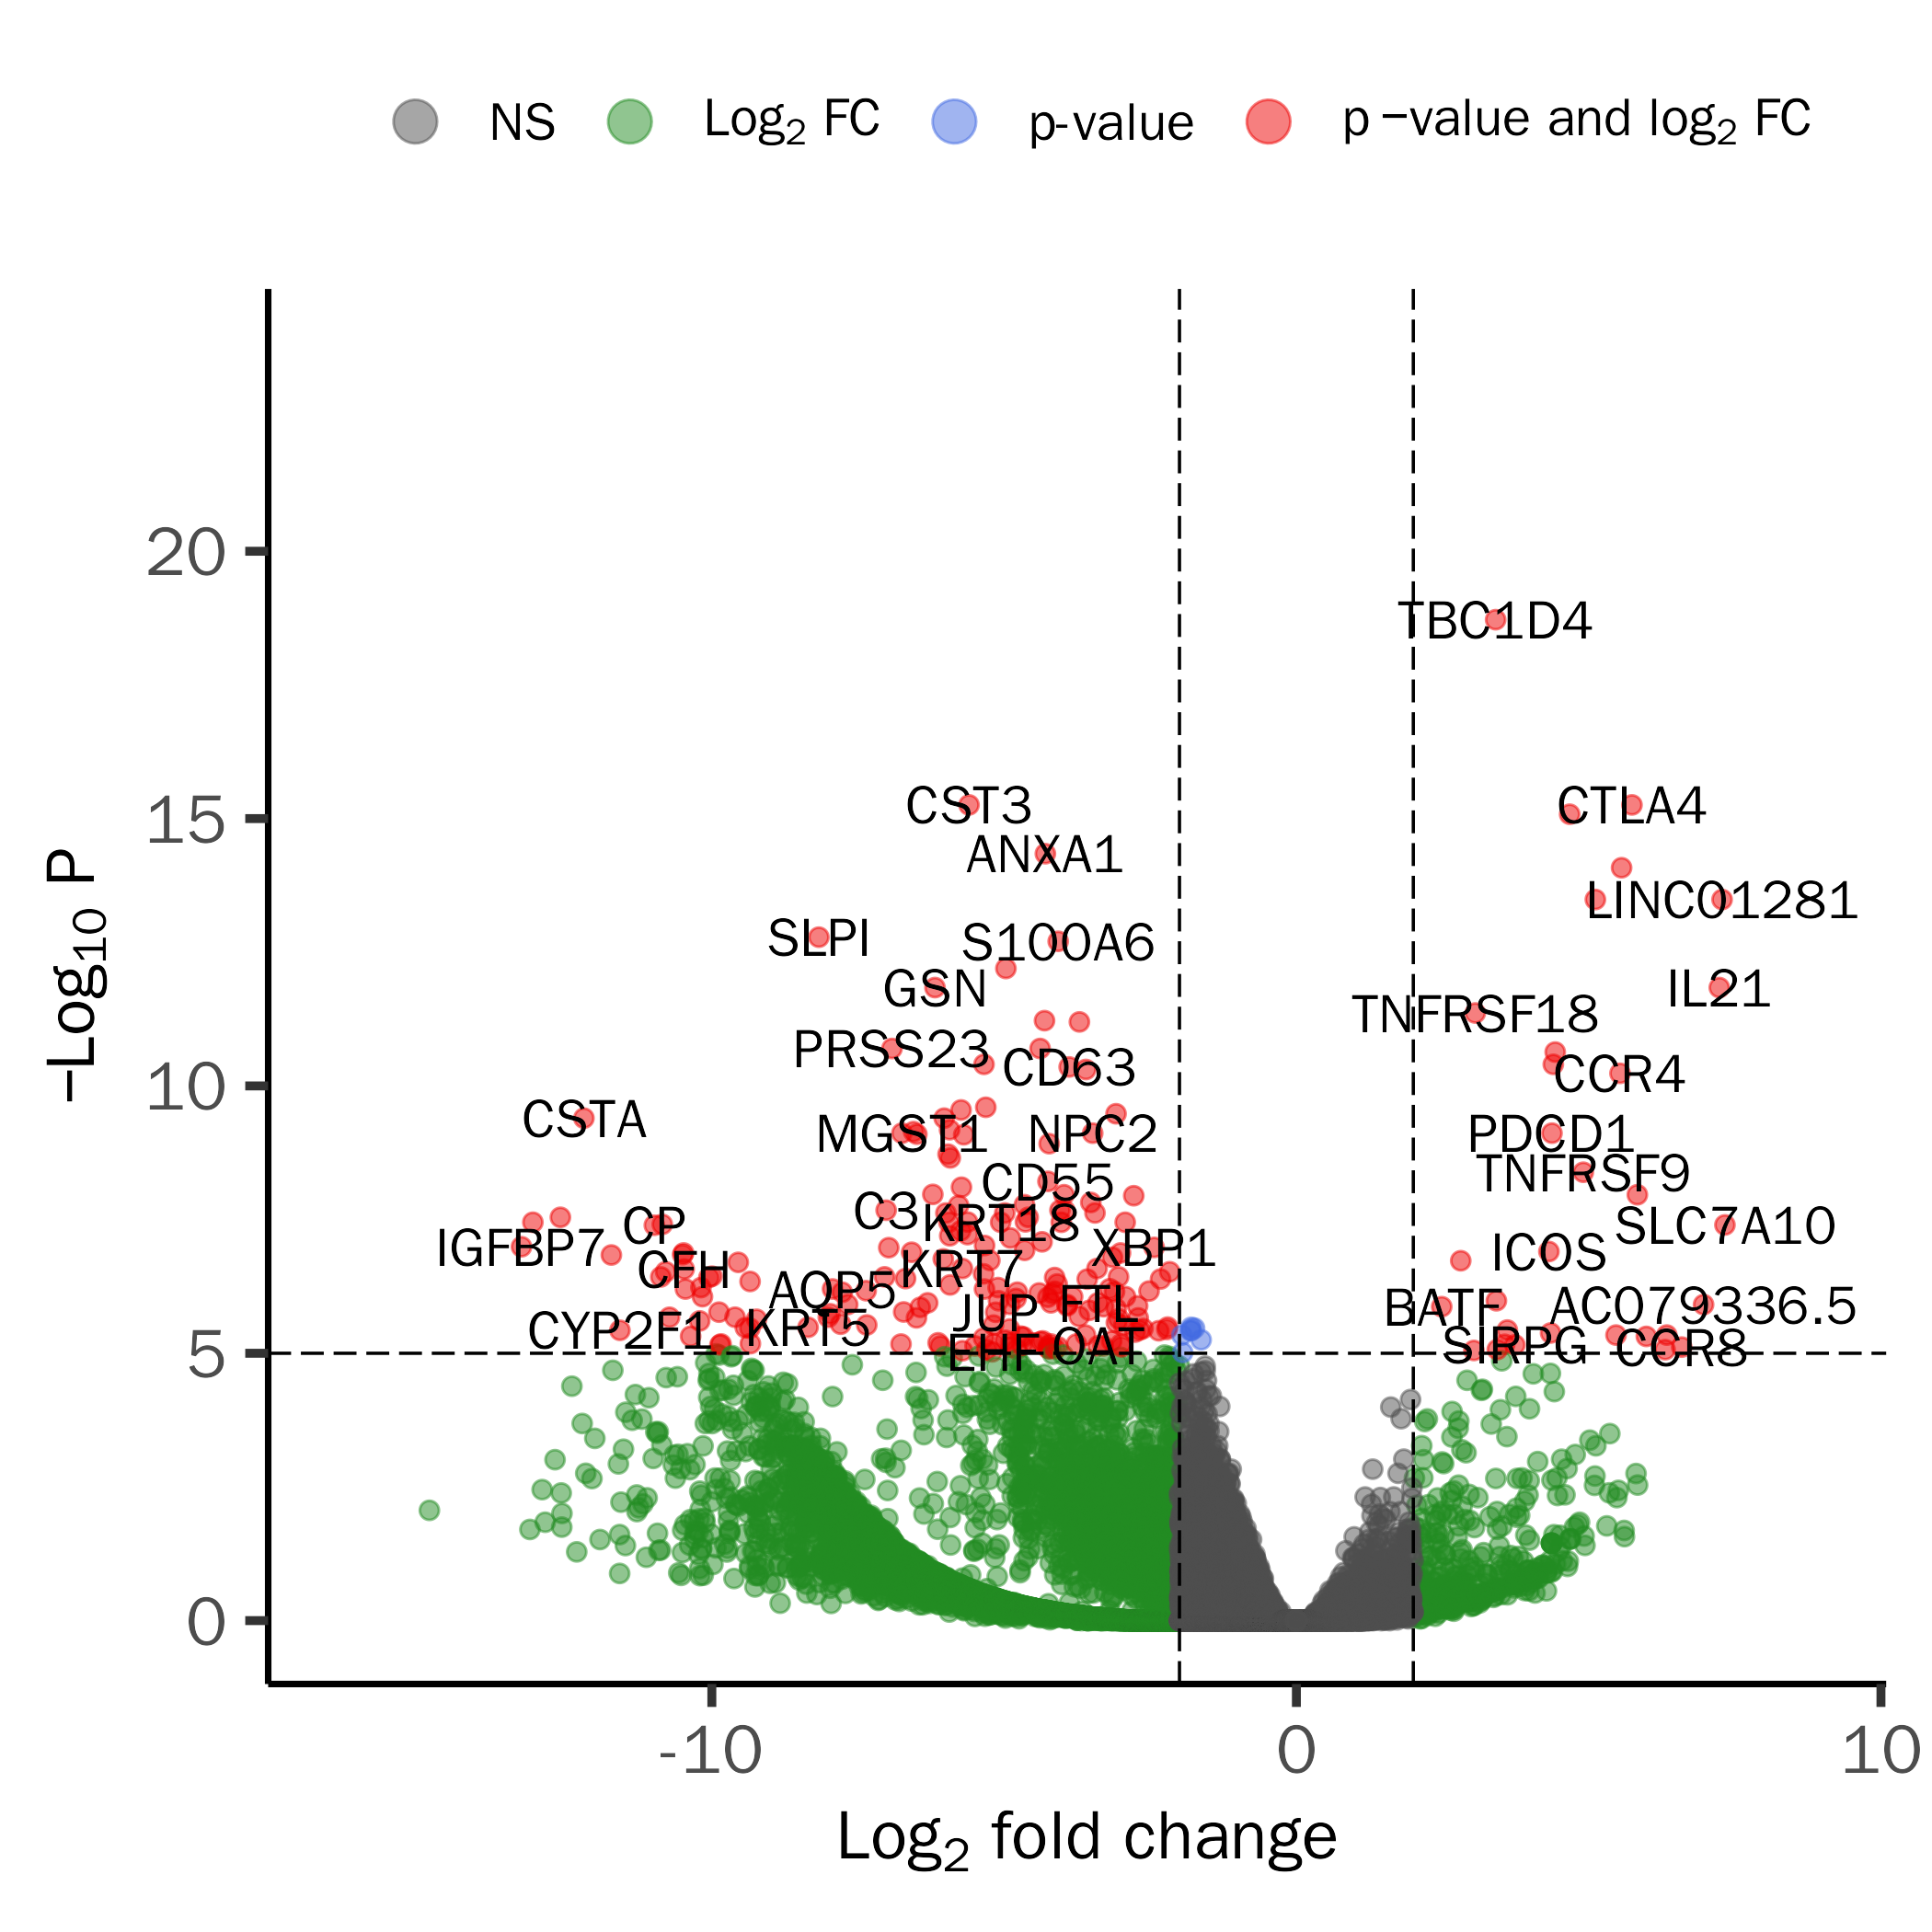 NS Log2 FC p-value p −value and log2 FC
−Log10 P
20
15
10
5
0
TBC1D4
CST3 CTLA4
ANXA1
LINC01281
SLPI S100A6
GSN IL21
TNFRSF18
PRSS23 CD63 CCR4
CSTA MGST1 NPC2 PDCD1
CD55 TNFRSF9
C3 KRT18 SLC7A10
CP
IGFBP7 XBP1 ICOS
CFH KRT7
AQP5 JUP FTL BATF AC079336.5
CYP2F1 KRT5
EHF OAT SIRPG CCR8
-10 0 10
Log2 fold change